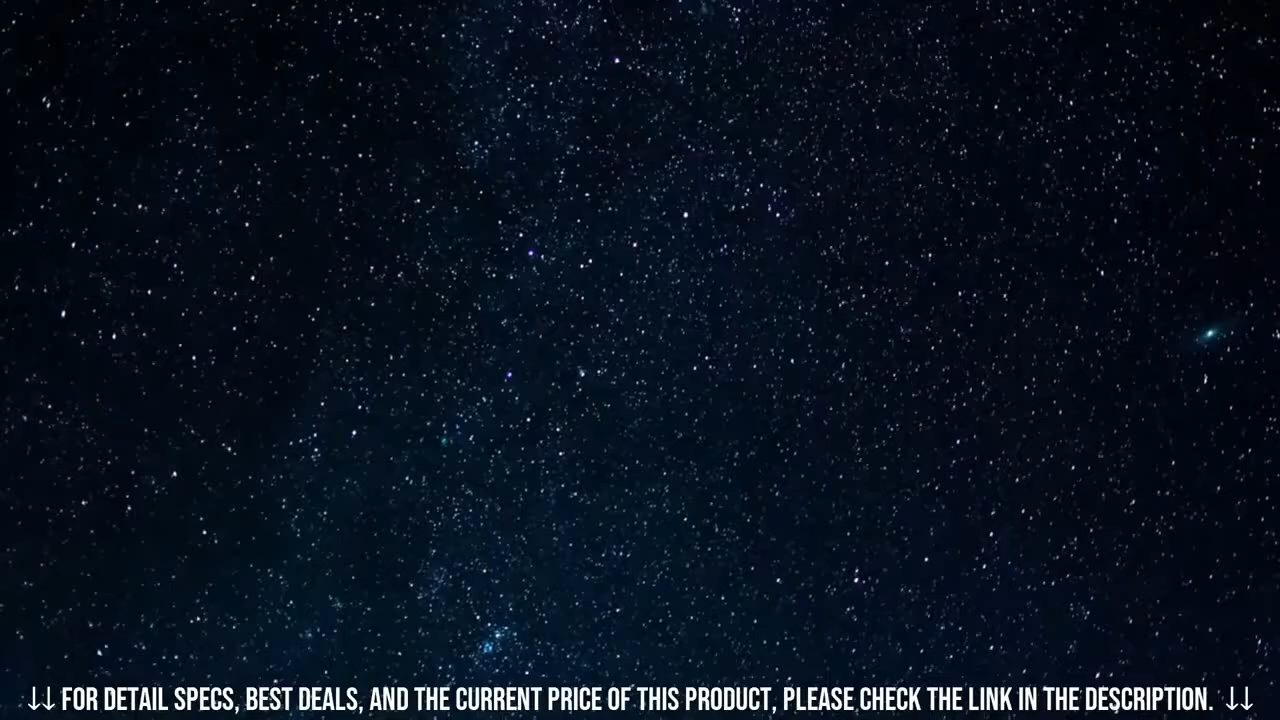 ↓↓ FOR DETAIL SPECS, BEST DEALS, AND THE CURRENT PRICE OF THIS PRODUCT, PLEASE CHECK THE LINK IN THE DESCRIPTION. ↓↓